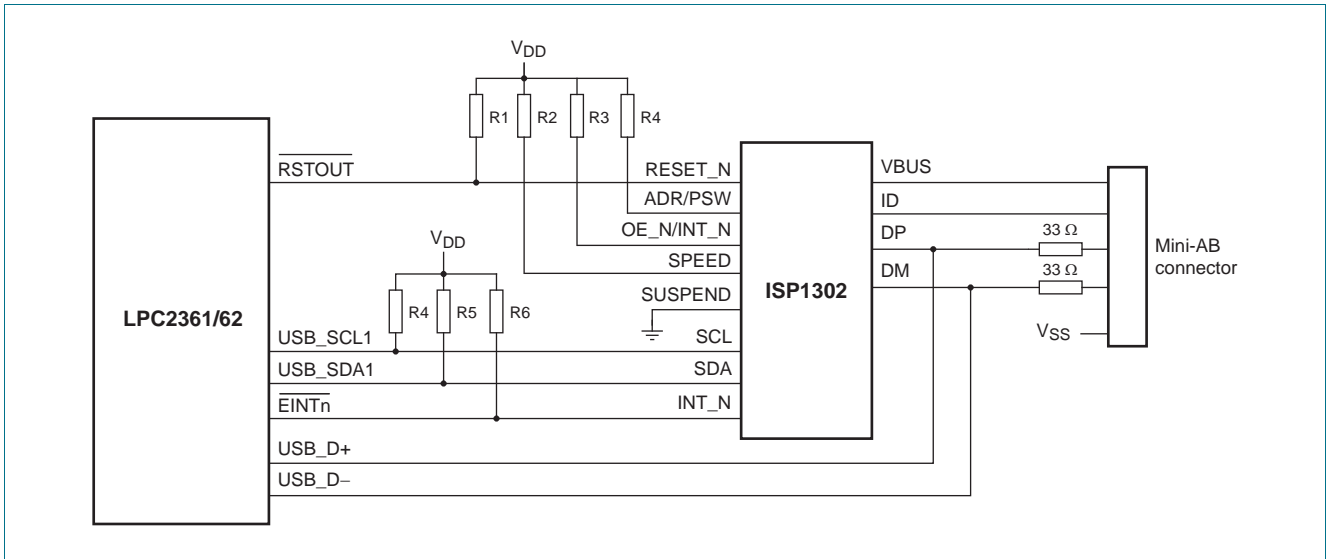 VDD
R1 R2 R3 R4
RSTOUT
RESET_N
VBUS
ADR/PSW
ID
OE_N/INT_N
DP
33 Ω
SPEED
DM
33 Ω
Mini-AB
connector
VDD
SUSPEND
ISP1302
LPC2361/62
R4 R5 R6
VSS
USB_SCL1
SCL
USB_SDA1
SDA
EINTn
INT_N
USB_D+
USB_D−